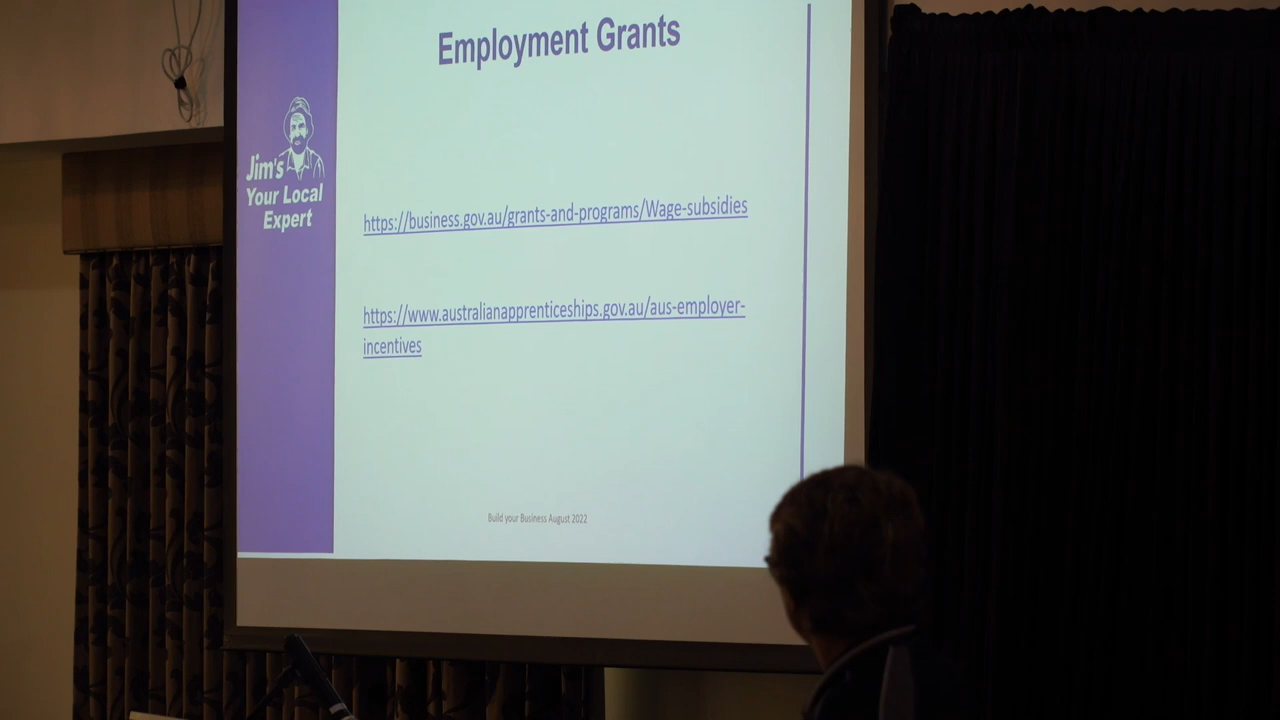 Employment Grants
Jim's
Your Local
Expert
https://business.gov.au/grants-and-programs/Wage-subsidies
https://www.australianapprenticeships.gov.au/aus-employer-
incentives
Build your Business August 2022